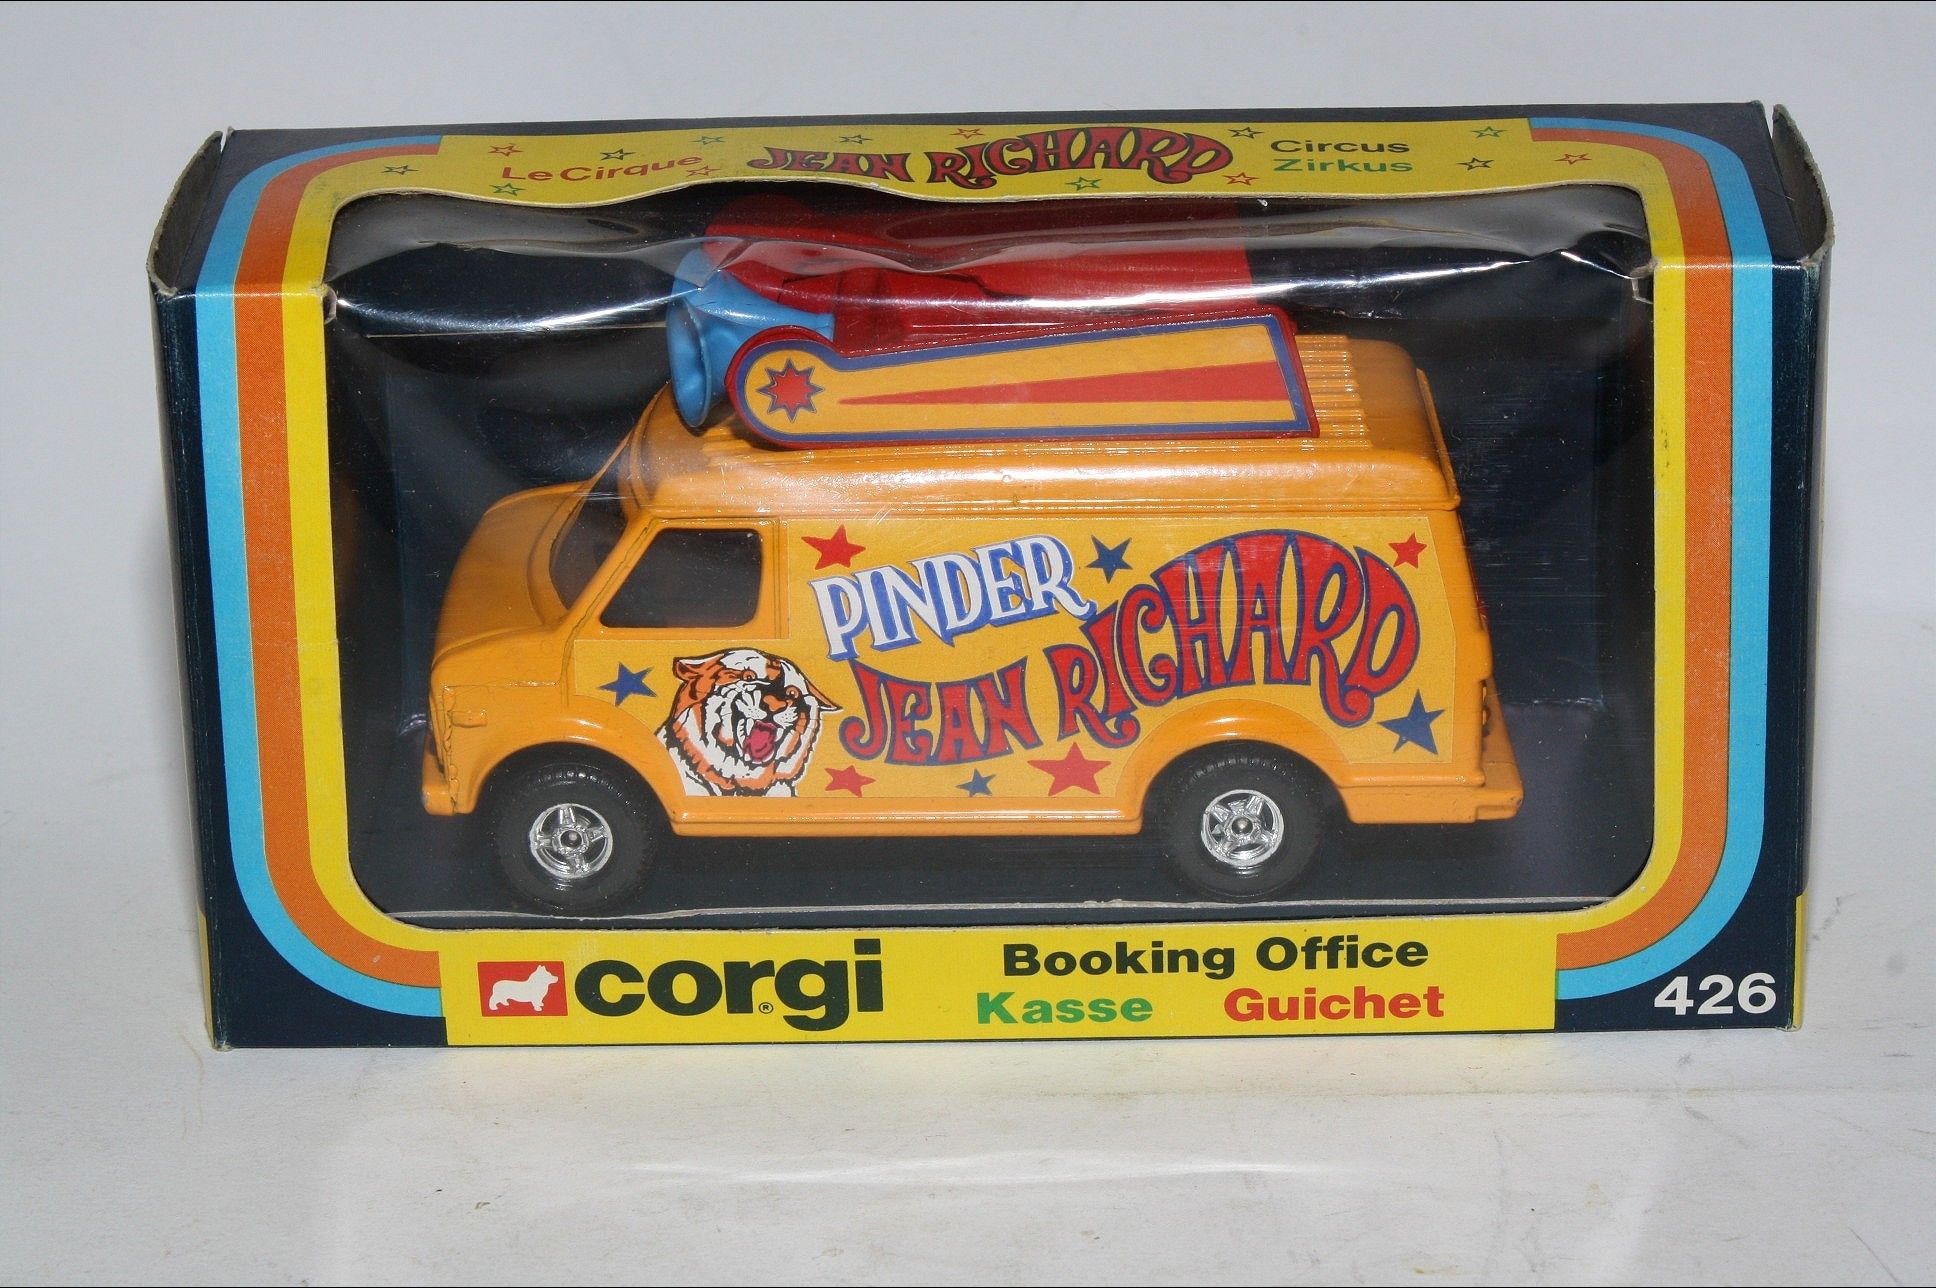 Le Cirque JEAN RICHARD Circus
Zirkus
PINDER
JEAN RICHARD
corgi® Booking Office
Kasse Guichet
426